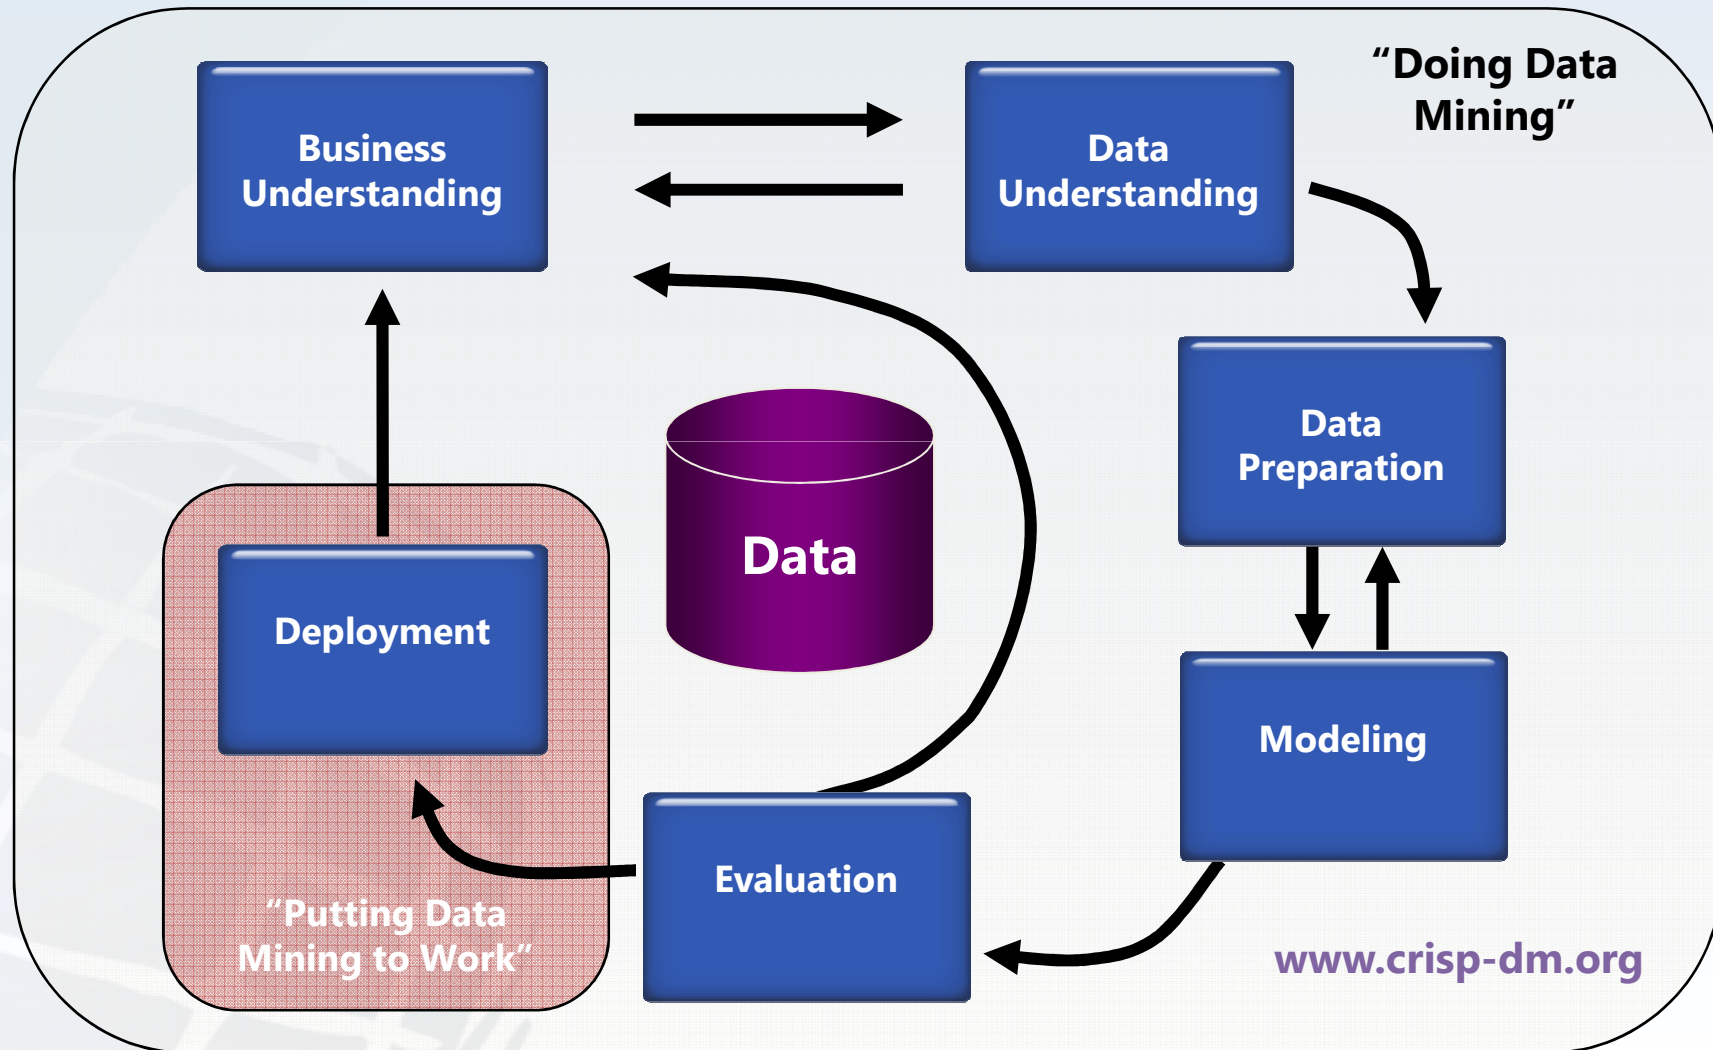 “Doing Data
Mining”
Business
Understanding
Data
Understanding
Data
Preparation
Data
Deployment
Modeling
Evaluation
“Putting Data
Mining to Work”
www.crisp-dm.org